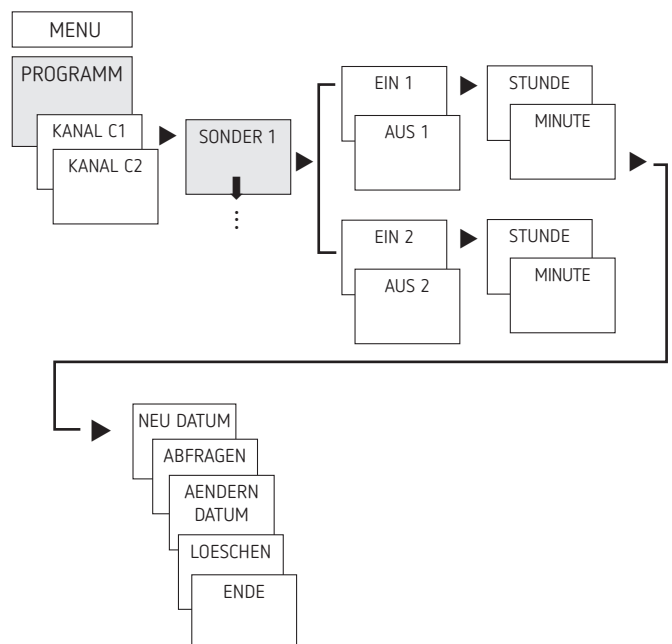 MENU
PROGRAMM
KANAL C1
KANAL C2
SONDER 1
EIN 1
AUS 1
STUNDE
MINUTE
EIN 2
AUS 2
STUNDE
MINUTE
NEU DATUM
ABFRAGEN
AENDERN
DATUM
LOESCHEN
ENDE